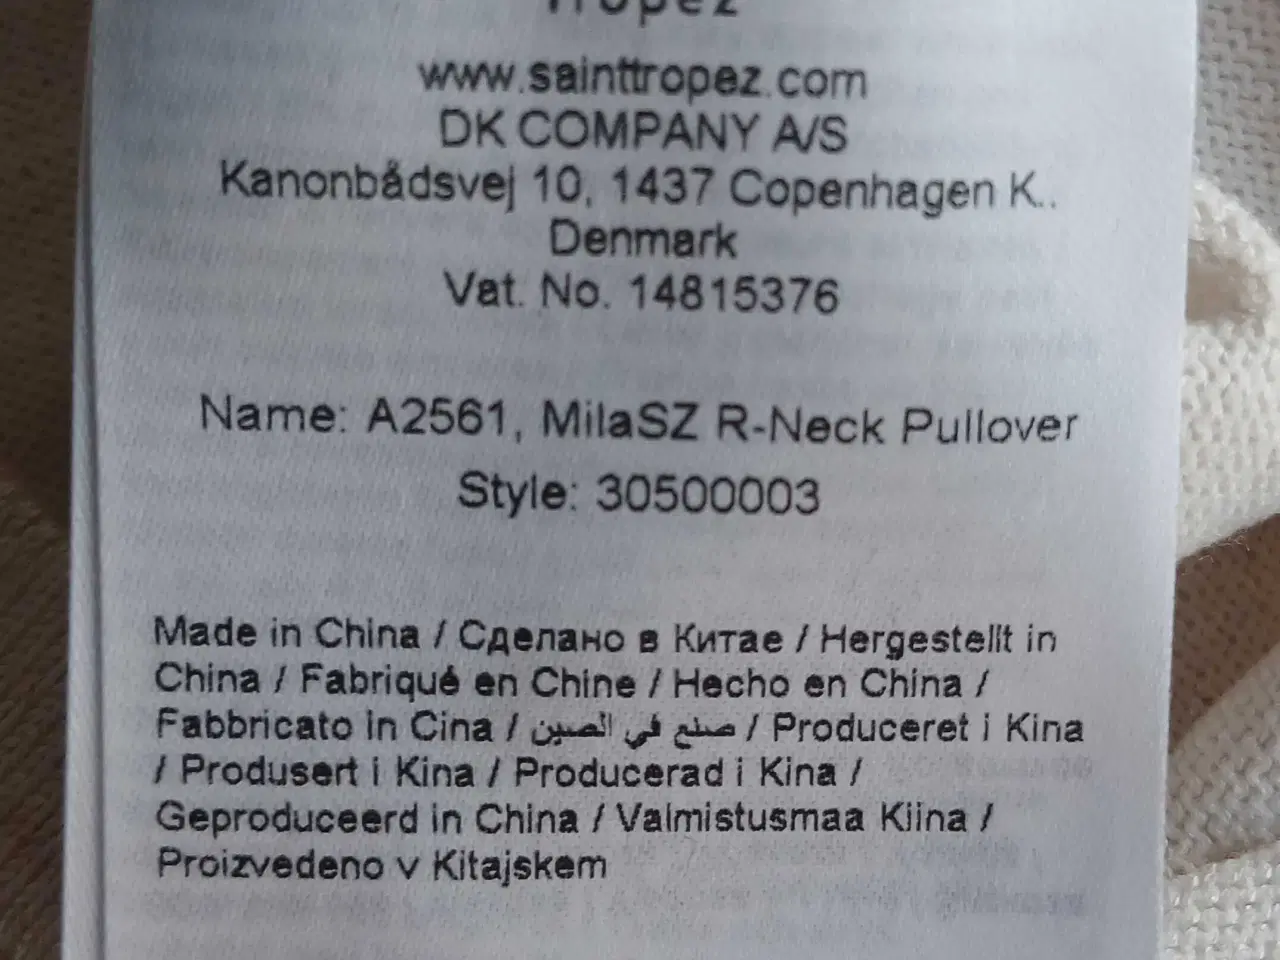 Tropez
www.sainttropez.com
DK COMPANY A/S
Kanonbådsvej 10, 1437 Copenhagen K..
Denmark
Vat. No. 14815376
Name: A2561, MilaSZ R-Neck Pullover
Style: 30500003
Made in China / Сделано в Китае / Hergestellt in
China / Fabriqué en Chine / Hecho en China /
Fabbricato in Cina / صنع في الصين / Produceret i Kina
/ Produsert i Kina / Producerad i Kina /
Geproduceerd in China / Valmistusmaa Kiina /
Proizvedeno v Kitajskem